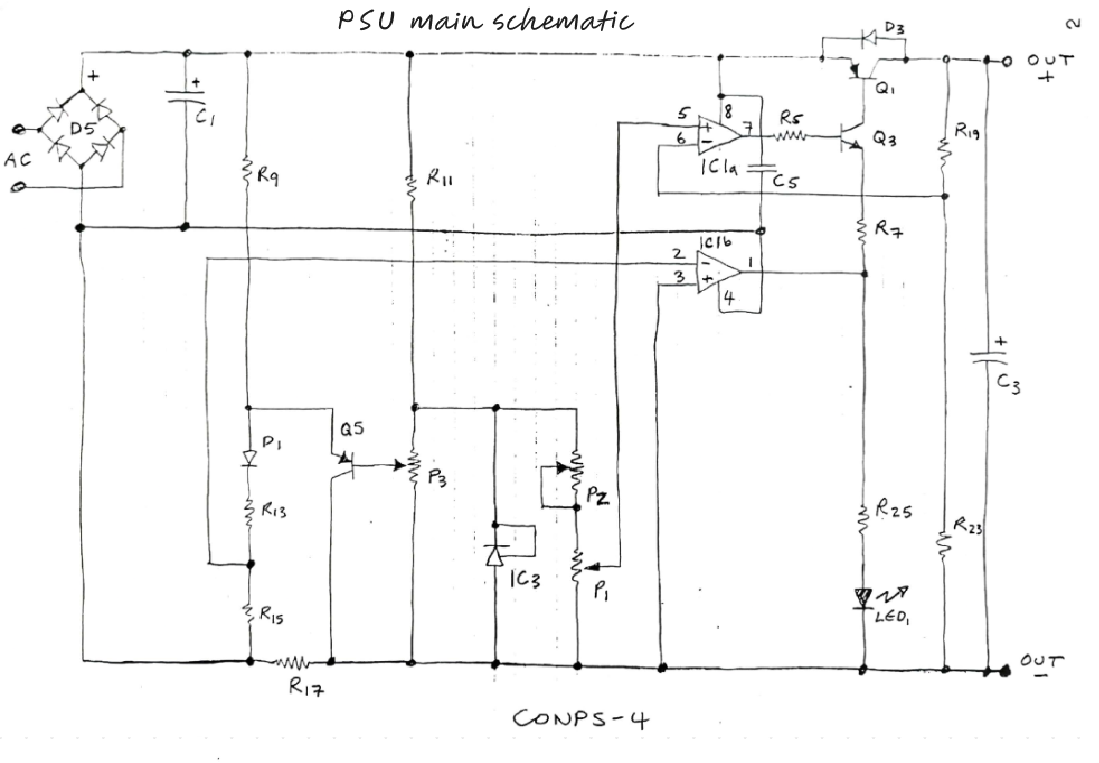 PSU main schematic
2
D3
OUT
+
Q1
+
C1
D5
AC
5
+
8
7
R5
6
-
Q3
R19
IC1a
C5
R9
R11
R7
IC1b
2
-
1
3
+
4
+
C3
D1
Q5
P3
P2
R13
R25
R23
IC3
P1
R15
LED1
R17
OUT
-
CONPS-4